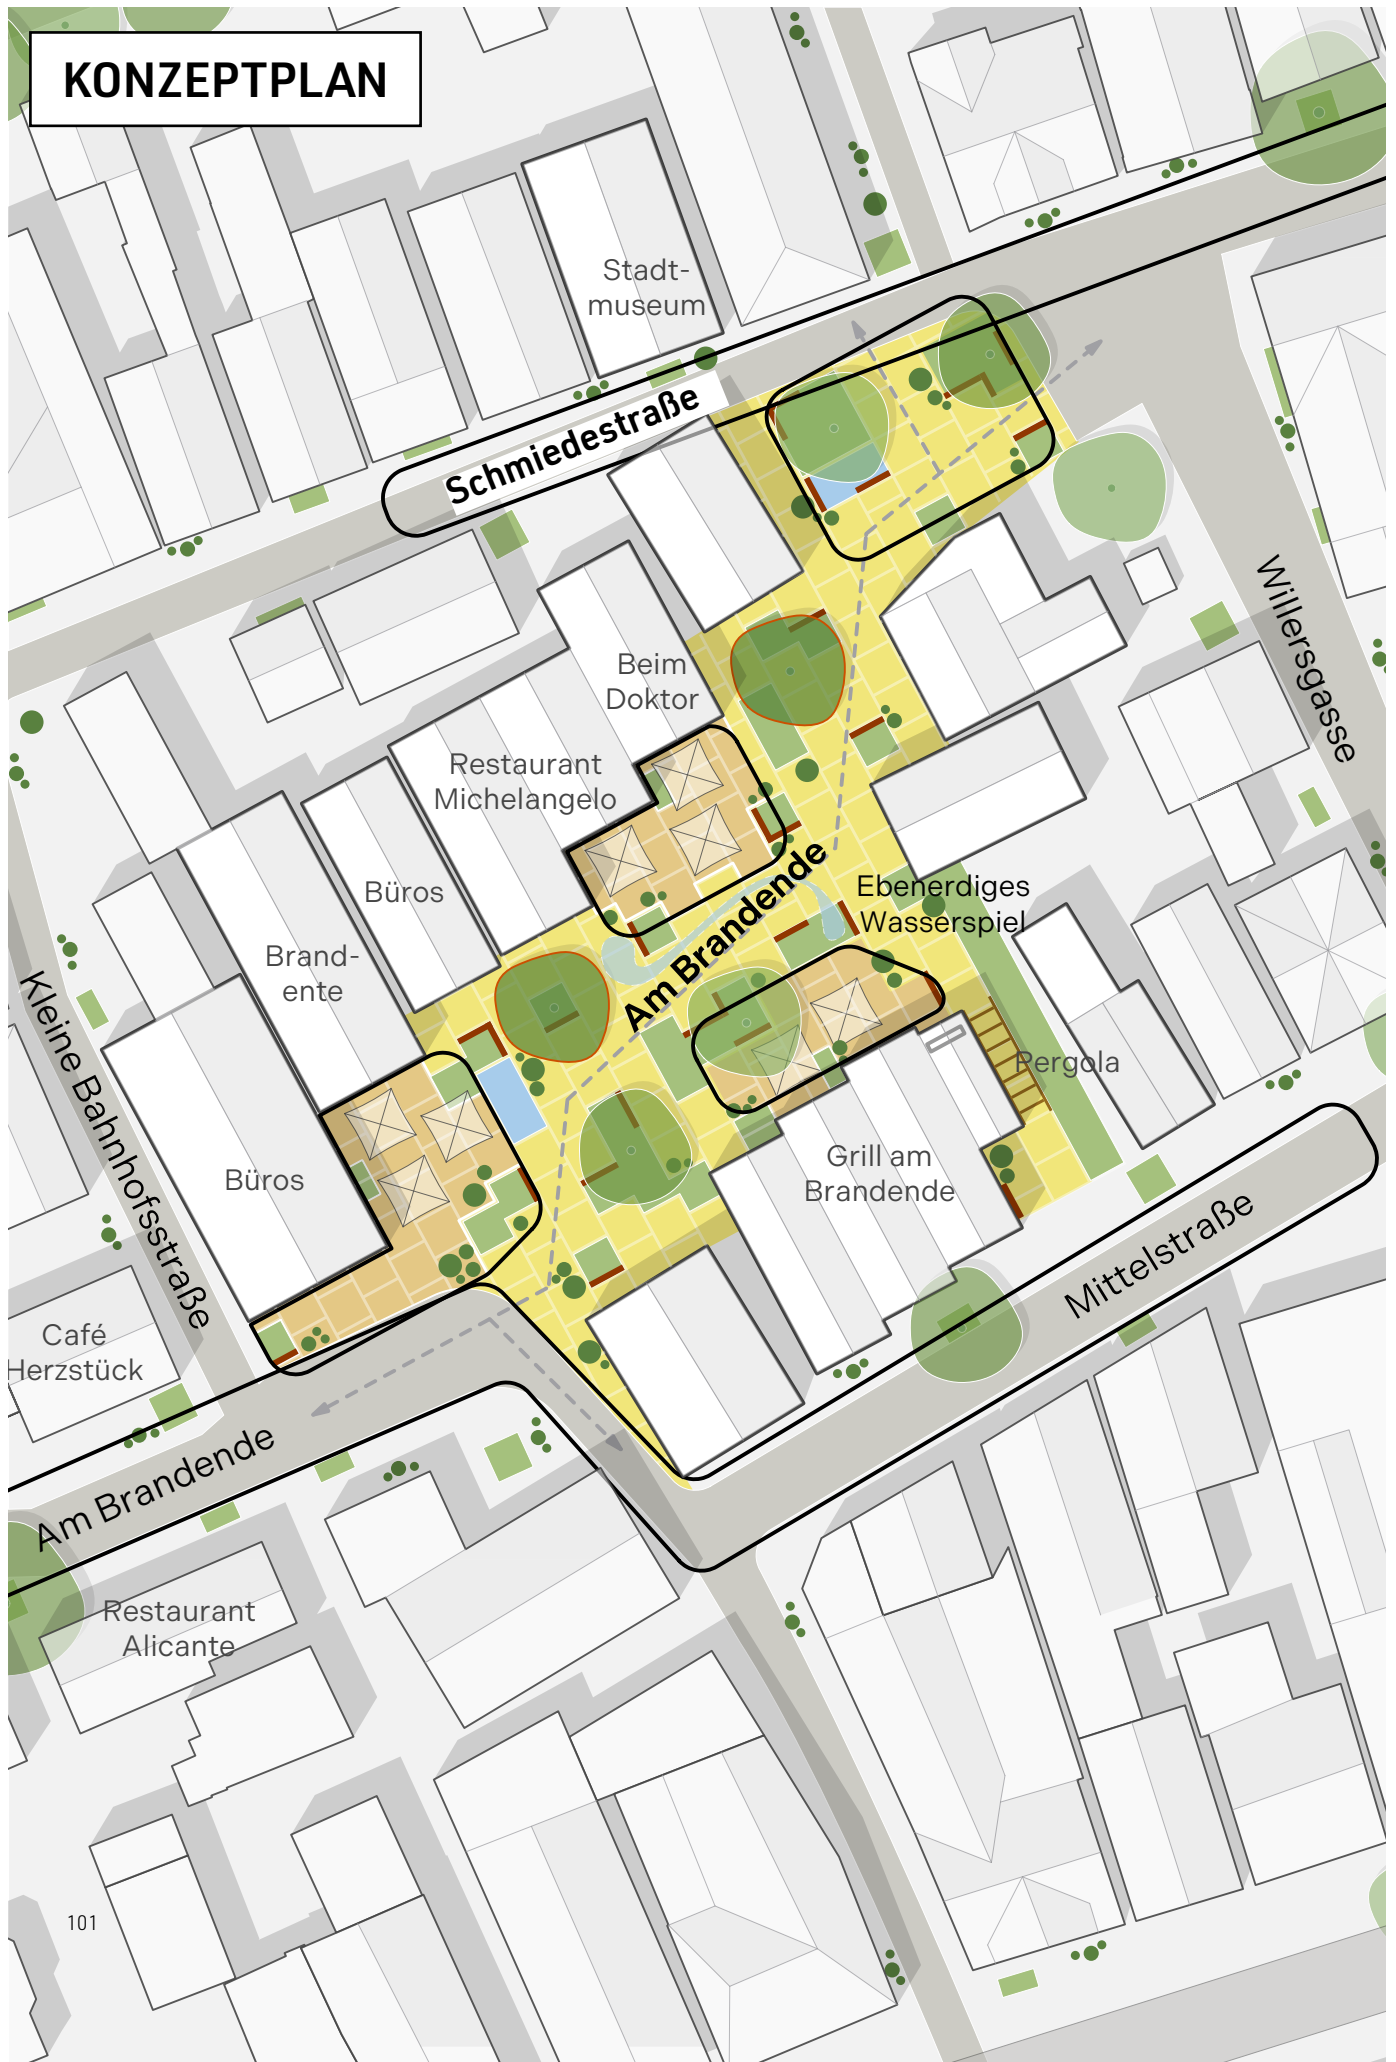 KONZEPTPLAN
Stadt-
museum
Schmiedestraße
Willersgasse
Beim
Doktor
Restaurant
Michelangelo
Büros
Ebenerdiges
Wasserspiel
Am Brandende
Brand-
ente
Kleine Bahnhofsstraße
Pergola
Büros
Grill am
Brandende
Mittelstraße
Café
Herzstück
Am Brandende
Restaurant
Alicante
101